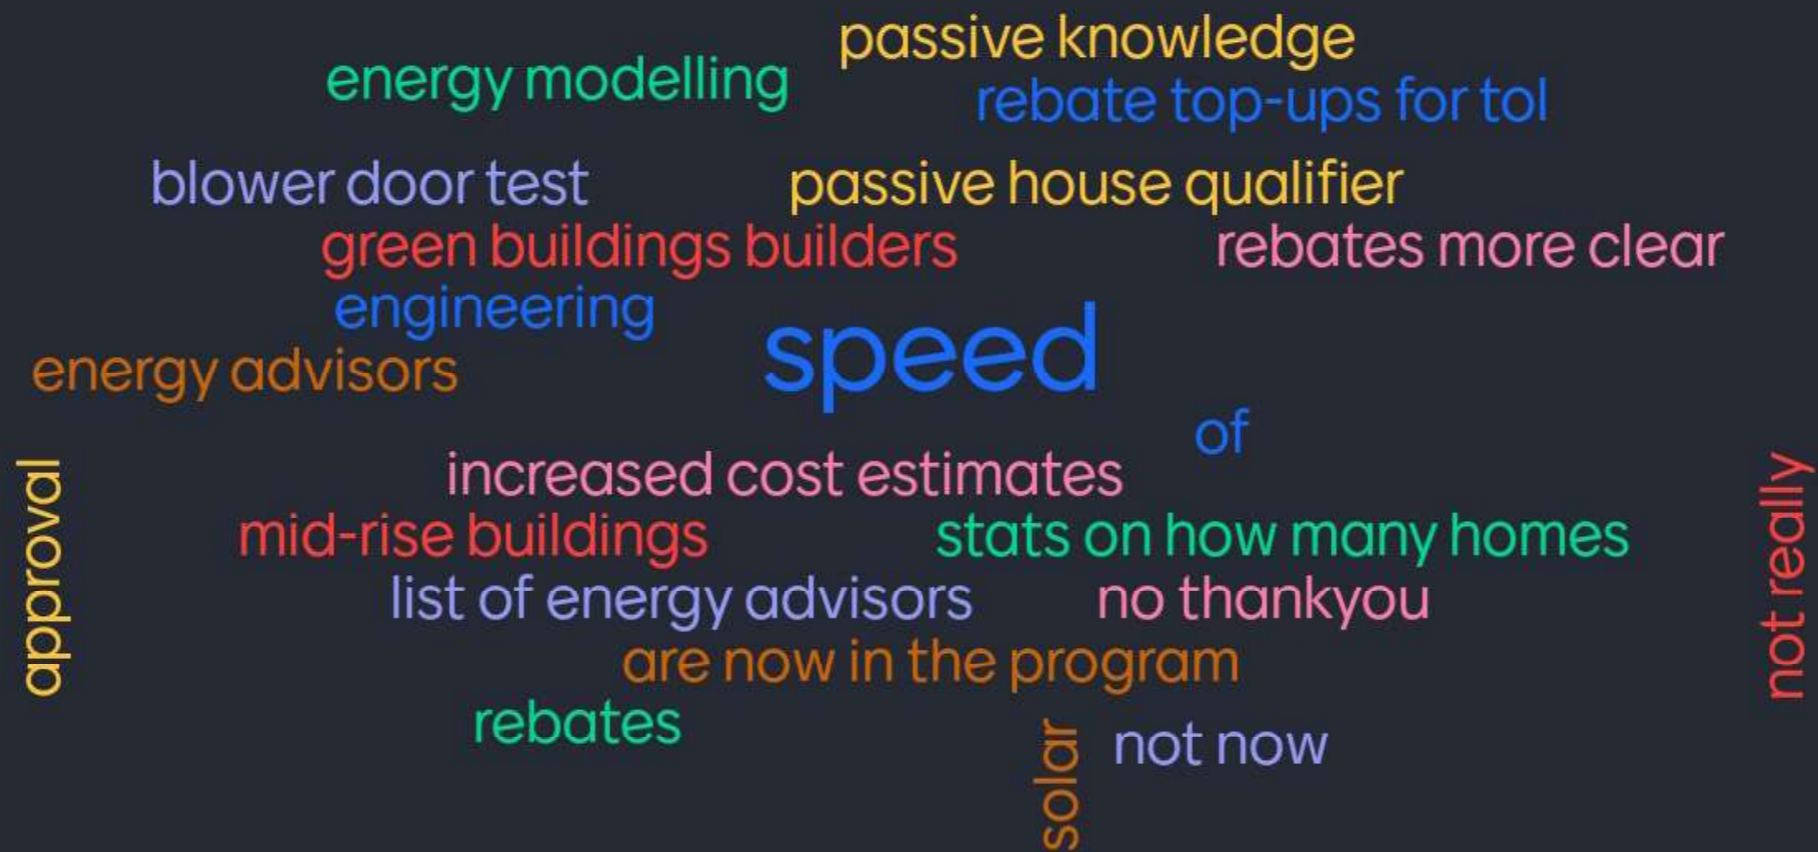 passive knowledge
energy modelling
rebate top-ups for tol
blower door test
passive house qualifier
green buildings builders
rebates more clear
engineering
speed
energy advisors
of
increased cost estimates
approval
not really
mid-rise buildings
stats on how many homes
list of energy advisors
no thankyou
are now in the program
rebates
solar
not now